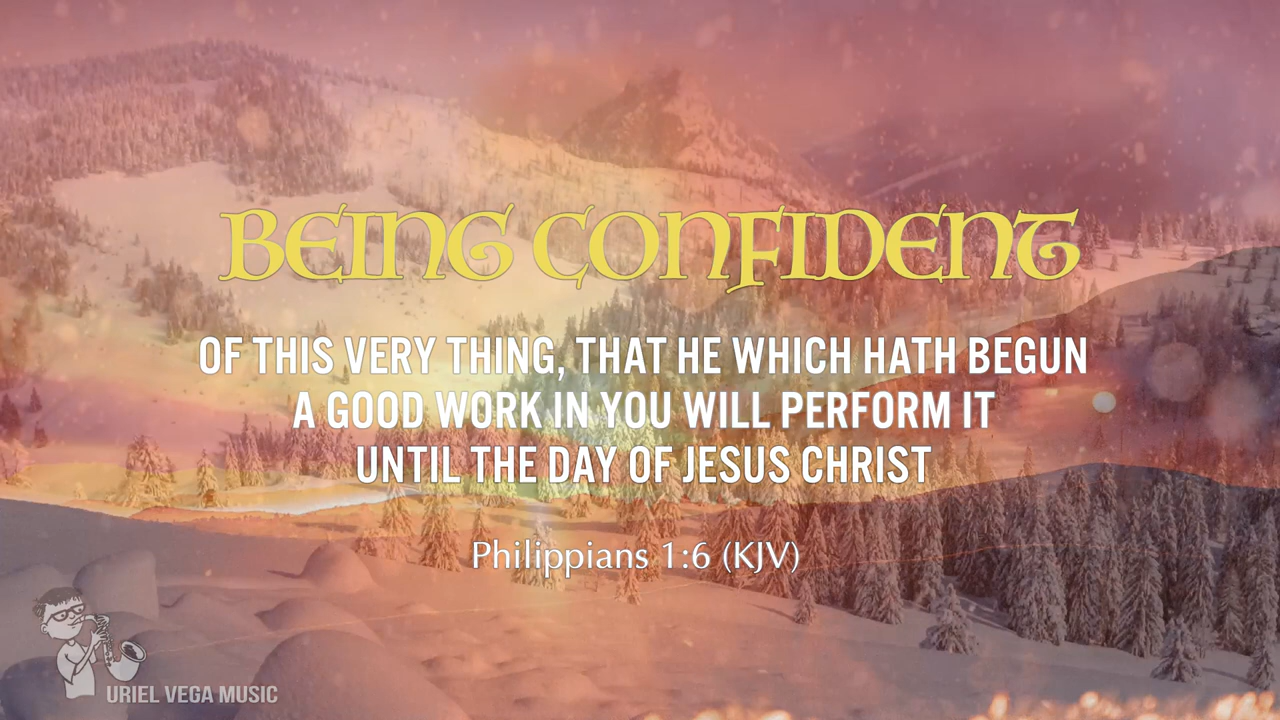 BEING CONFIDENT
OF THIS VERY THING, THAT HE WHICH HATH BEGUN
A GOOD WORK IN YOU WILL PERFORM IT
UNTIL THE DAY OF JESUS CHRIST
Philippians 1:6 (KJV)
URIEL VEGA MUSIC